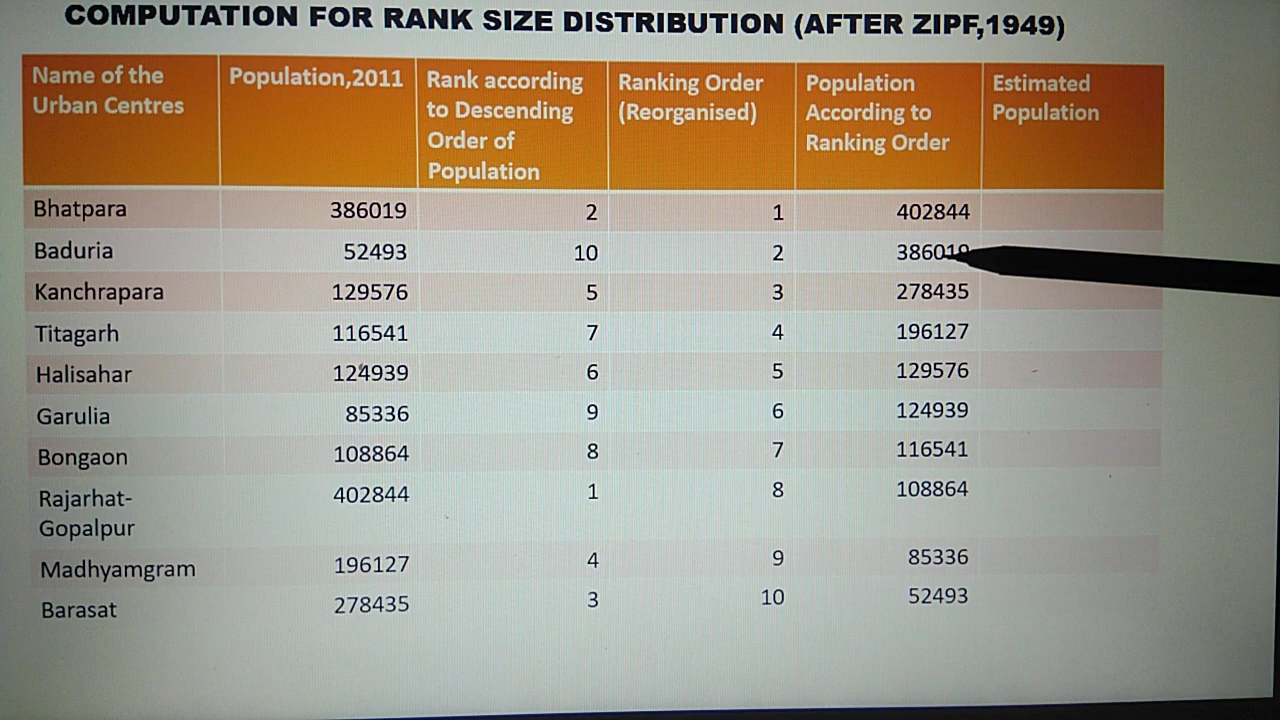 COMPUTATION FOR RANK SIZE DISTRIBUTION (AFTER ZIPF,1949)
Name of the Urban Centres | Population,2011 | Rank according to Descending Order of Population | Ranking Order (Reorganised) | Population According to Ranking Order | Estimated Population
Bhatpara 386019 2 1 402844
Baduria 52493 10 2 386019
Kanchrapara 129576 5 3 278435
Titagarh 116541 7 4 196127
Halisahar 124939 6 5 129576
Garulia 85336 9 6 124939
Bongaon 108864 8 7 116541
Rajarhat- 402844 1 8 108864
Gopalpur
Madhyamgram 196127 4 9 85336
Barasat 278435 3 10 52493